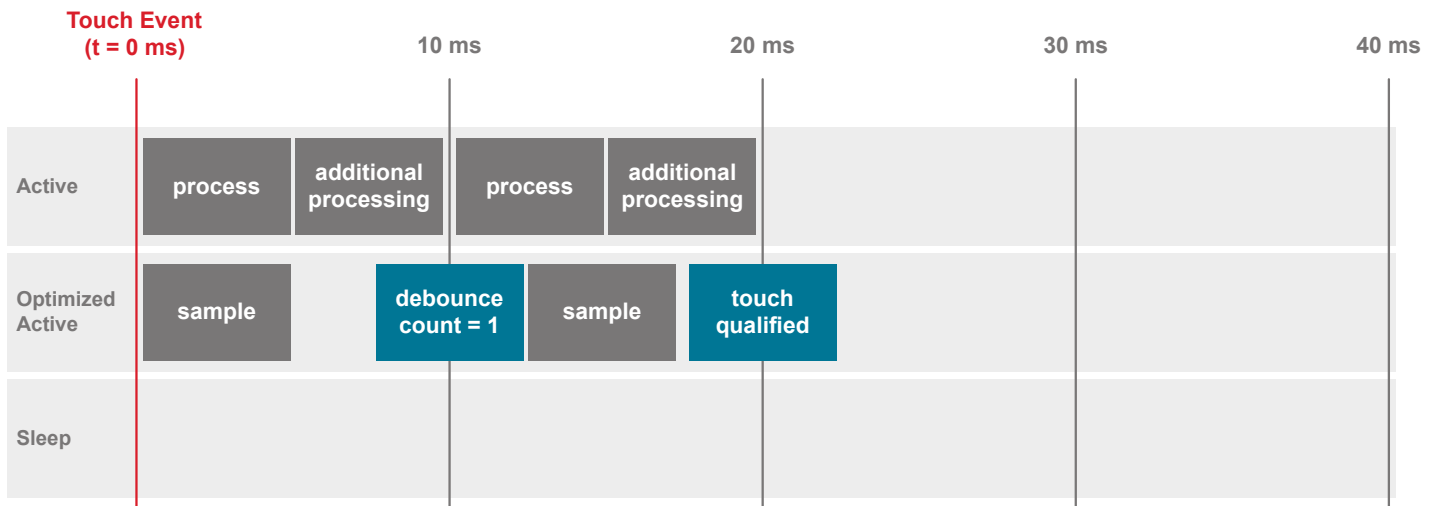 Touch Event
(t = 0 ms)
10 ms
20 ms
30 ms
40 ms
Active
process
additional
processing
process
additional
processing
Optimized
Active
sample
debounce
count = 1
sample
touch
qualified
Sleep